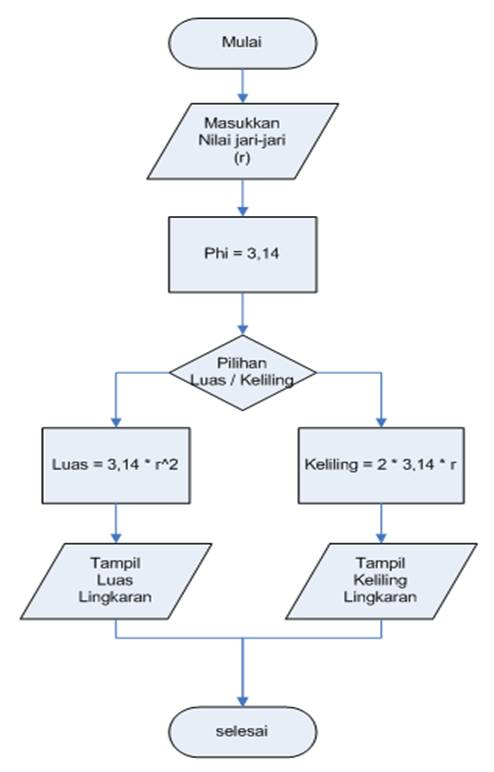 Mulai
Masukkan
Nilai jari-jari
(r)
Phi = 3,14
Pilihan
Luas / Keliling
Luas = 3,14 * r^2
Keliling = 2 * 3,14 * r
Tampil
Luas
Lingkaran
Tampil
Keliling
Lingkaran
selesai